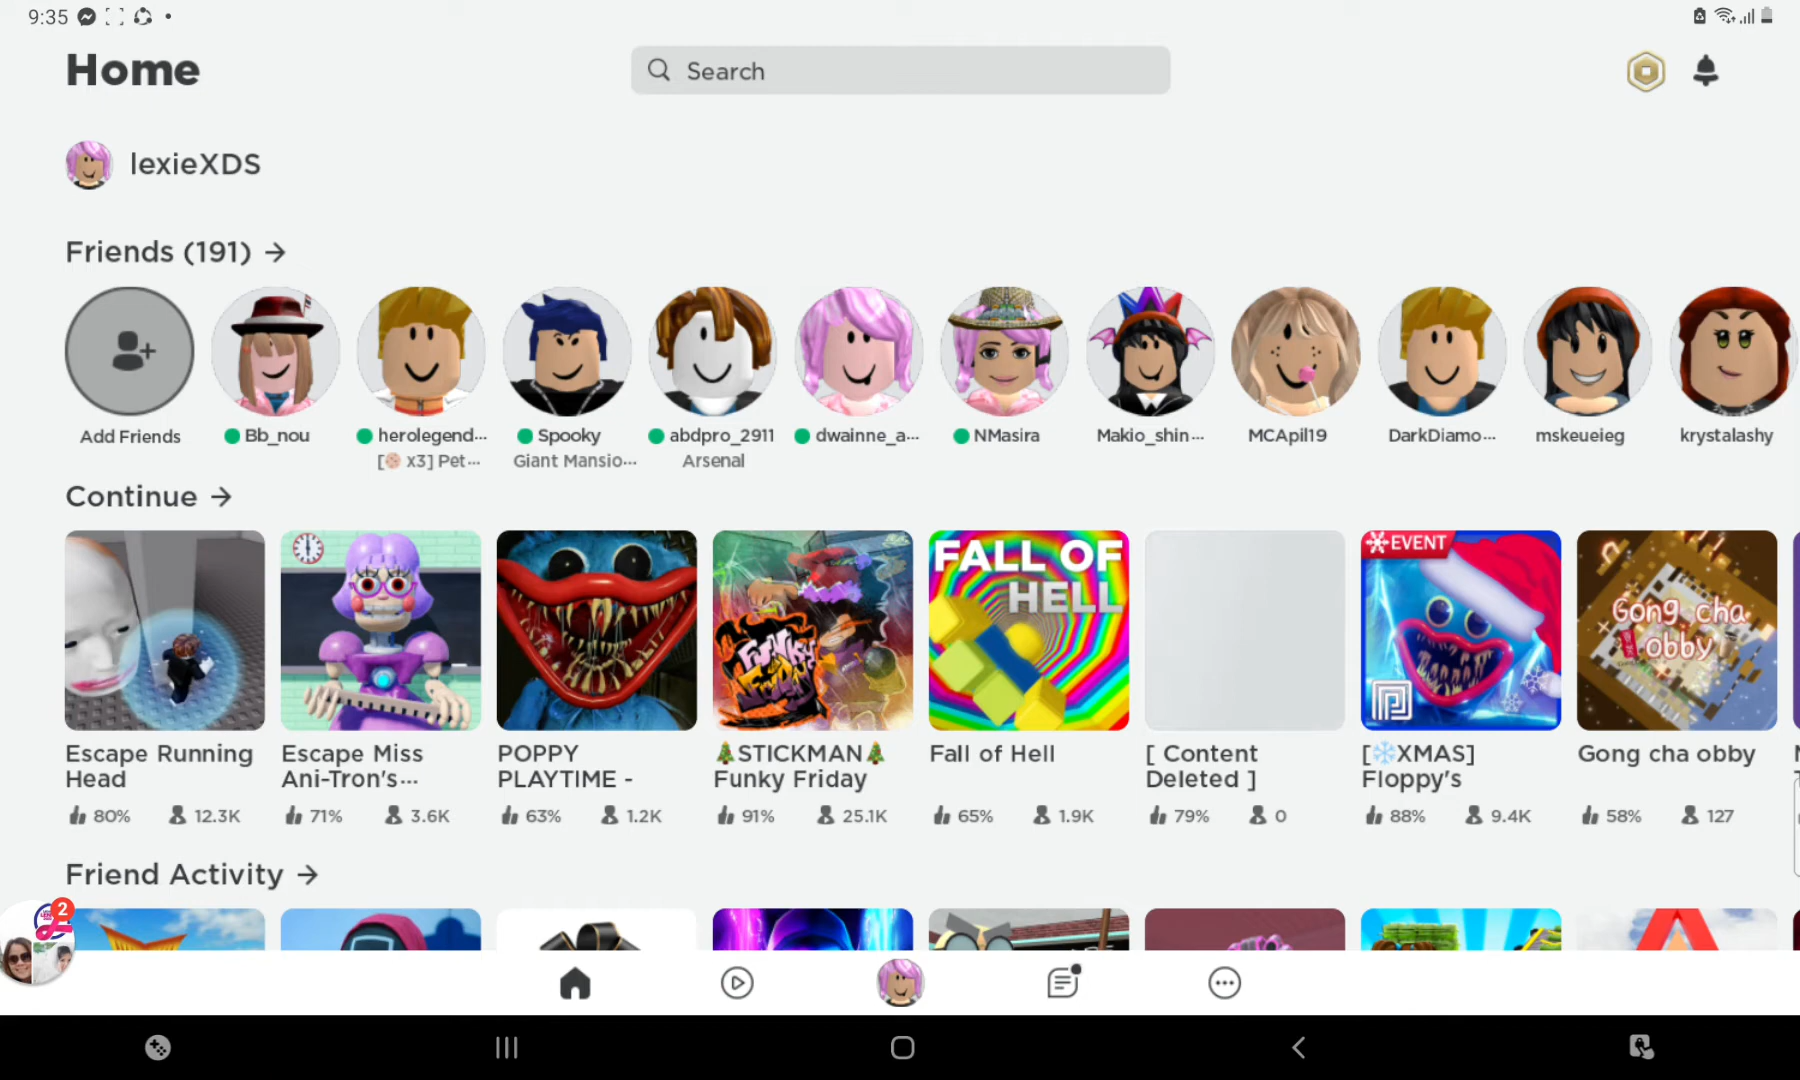 9:35
Home
Search
lexieXDS
Friends (191) →
Add Friends
Bb_nou
herolegend...
[🍪 x3] Pet...
Spooky
Giant Mansio...
abdpro_2911
Arsenal
dwainne_a...
NMasira
Makio_shin...
MCApil19
DarkDiamo...
mskeueieg
krystalashy
Continue →
FUNKY
FRIDAY
FALL OF
HELL
EVENT
Gong cha
obby
Escape Running
Head
80% 12.3K
Escape Miss
Ani-Tron's...
71% 3.6K
POPPY
PLAYTIME -
63% 1.2K
🎄STICKMAN🎄
Funky Friday
91% 25.1K
Fall of Hell
65% 1.9K
[ Content
Deleted ]
79% 0
[❄️XMAS]
Floppy's
88% 9.4K
Gong cha obby
58% 127
Friend Activity →
2